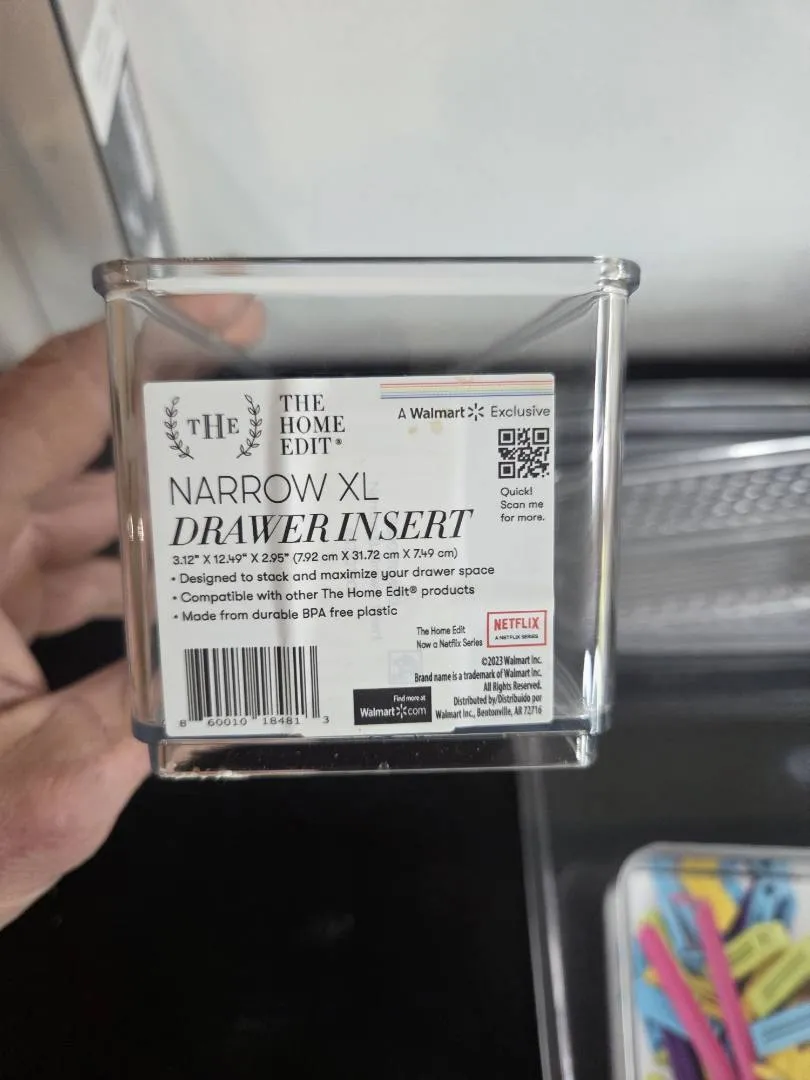 THE
THE
HOME
EDIT®
A Walmart Exclusive
Quick!
Scan me
for more.
NARROW XL
DRAWER INSERT
3.12" X 12.49" X 2.95" (7.92 cm X 31.72 cm X 7.49 cm)
• Designed to stack and maximize your drawer space
• Compatible with other The Home Edit® products
• Made from durable BPA free plastic
The Home Edit
Now a Netflix Series
NETFLIX
A NETFLIX SERIES
©2023 Walmart Inc.
Brand name is a trademark of Walmart Inc.
All Rights Reserved.
Distributed by/Distribuido por
Walmart Inc., Bentonville, AR 72716
Find more at
Walmart.com
8 60010 18481 3